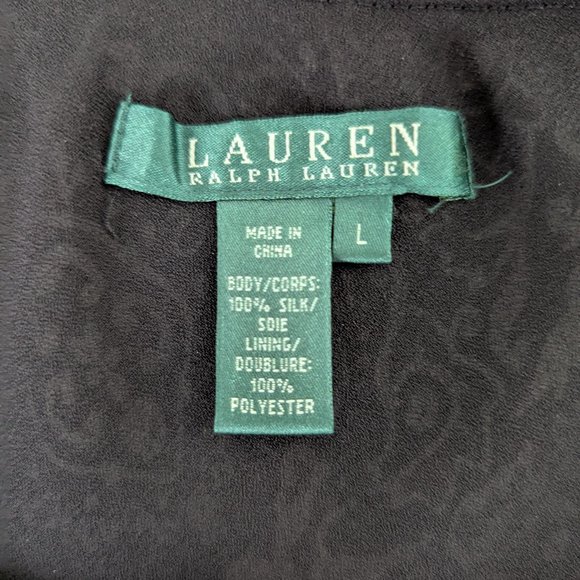 LAUREN
RALPH LAUREN
L
MADE IN
CHINA
BODY/CORPS:
100% SILK/
SOIE
LINING/
DOUBLURE:
100%
POLYESTER